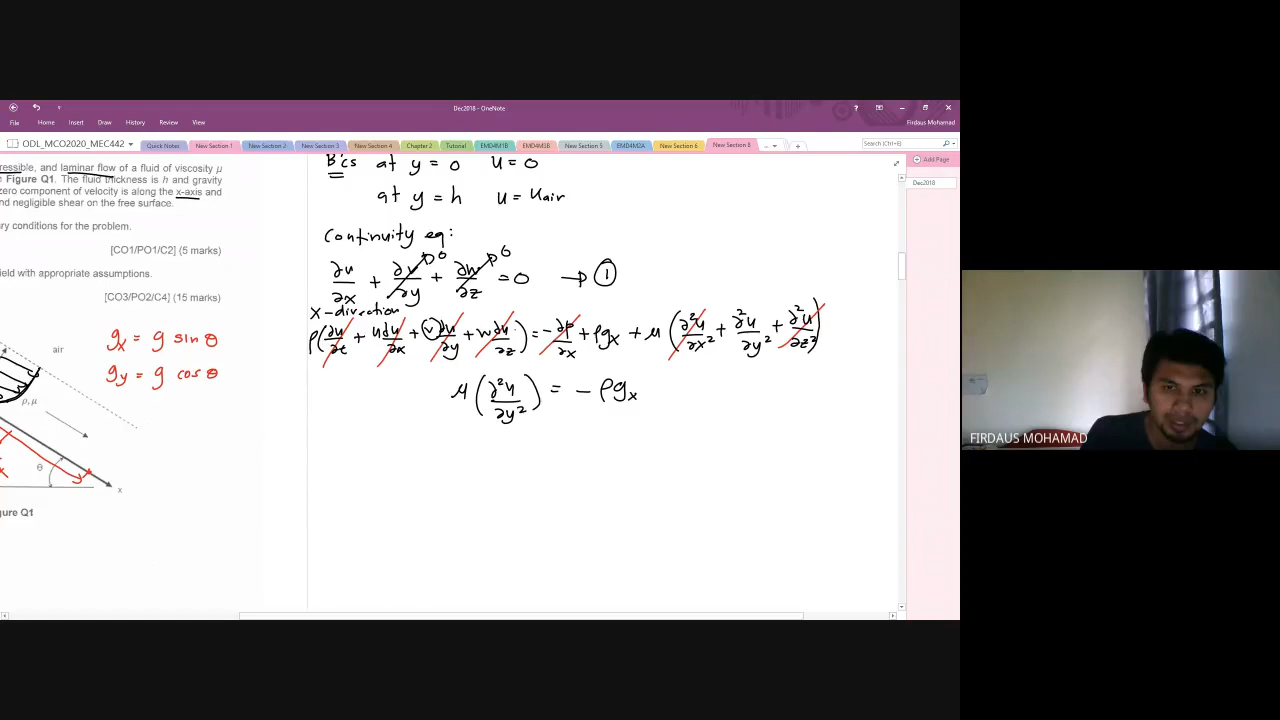 Dec2018 - OneNote
Firdaus Mohamad
File Home Insert Draw History Review View
ODL_MCO2020_MEC442
Quick Notes New Section 1 New Section 2 New Section 3 New Section 4 Chapter 2 Tutorial EMD4M1B EMD4M3B New Section 5 EMD4M2A New Section 6 New Section 8
Search (Ctrl+E)
Add Page
Dec2018
ressible, and laminar flow of a fluid of viscosity μ
Figure Q1. The fluid thickness is h and gravity
zero component of velocity is along the x-axis and
and negligible shear on the free surface.
ry conditions for the problem.
[CO1/PO1/C2] (5 marks)
ield with appropriate assumptions.
[CO3/PO2/C4] (15 marks)
gx = g sin θ
gy = g cos θ
air
ρ, μ
θ
x
gure Q1
B'cs at y = 0 u = 0
at y = h u = uair
Continuity eq:
∂u/∂x + ∂v/∂y →0 + ∂w/∂z →0 = 0 → ①
x-direction
ρ(∂u/∂t + u∂u/∂x + v∂u/∂y + w∂u/∂z) = -∂p/∂x + ρgx + μ(∂²u/∂x² + ∂²u/∂y² + ∂²u/∂z²)
μ(∂²u/∂y²) = - ρgx
FIRDAUS MOHAMAD